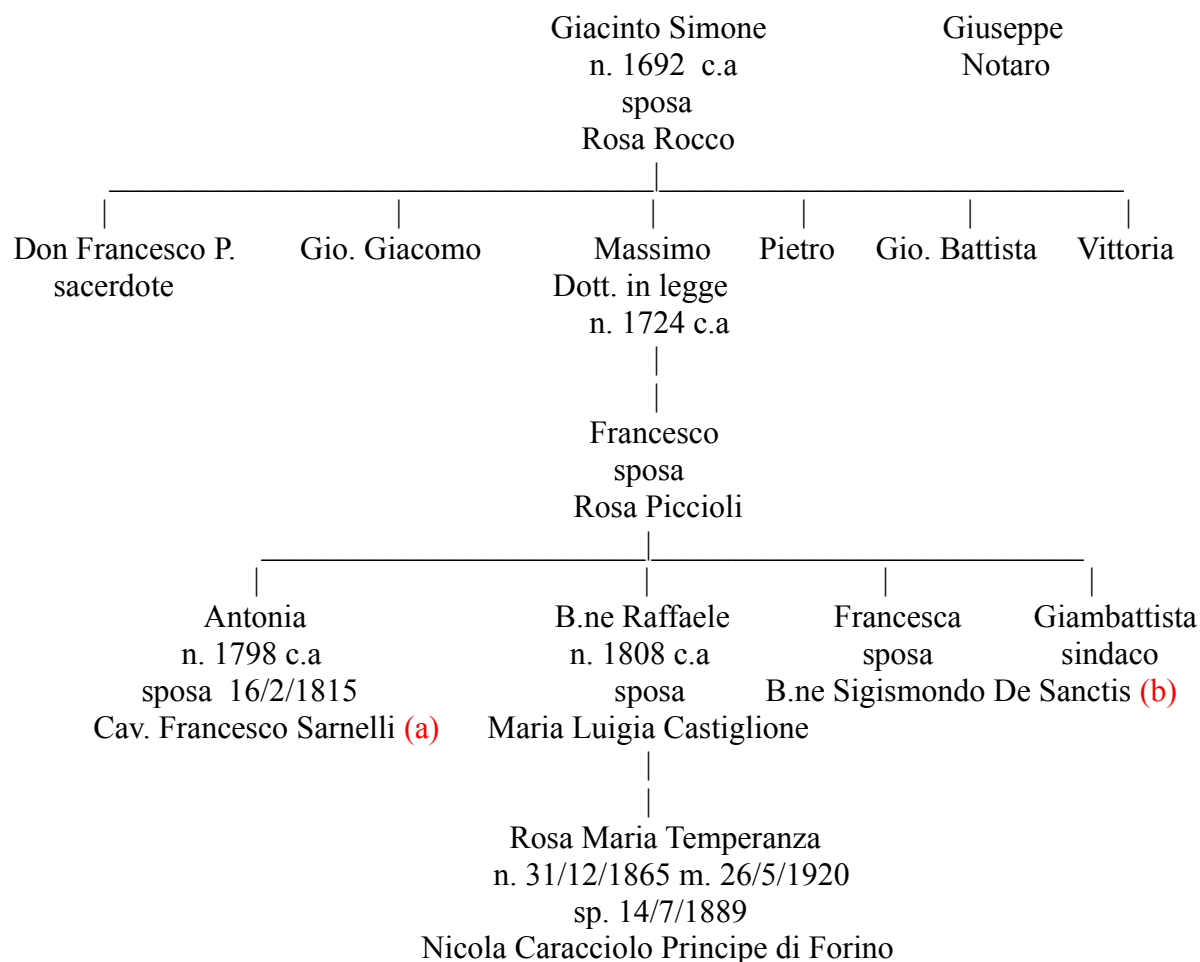 Giacinto Simone Giuseppe
n. 1692 c.a Notaro
sposa
Rosa Rocco
Don Francesco P. Gio. Giacomo Massimo Pietro Gio. Battista Vittoria
sacerdote Dott. in legge
n. 1724 c.a
Francesco
sposa
Rosa Piccioli
Antonia B.ne Raffaele Francesca Giambattista
n. 1798 c.a n. 1808 c.a sposa sindaco
sposa 16/2/1815 sposa B.ne Sigismondo De Sanctis (b)
Cav. Francesco Sarnelli (a) Maria Luigia Castiglione
Rosa Maria Temperanza
n. 31/12/1865 m. 26/5/1920
sp. 14/7/1889
Nicola Caracciolo Principe di Forino